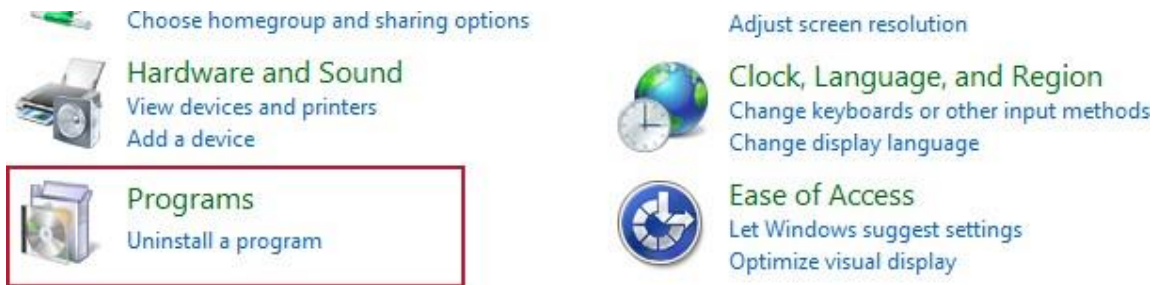 Choose homegroup and sharing options
Hardware and Sound
View devices and printers
Add a device
Programs
Uninstall a program
Adjust screen resolution
Clock, Language, and Region
Change keyboards or other input methods
Change display language
Ease of Access
Let Windows suggest settings
Optimize visual display